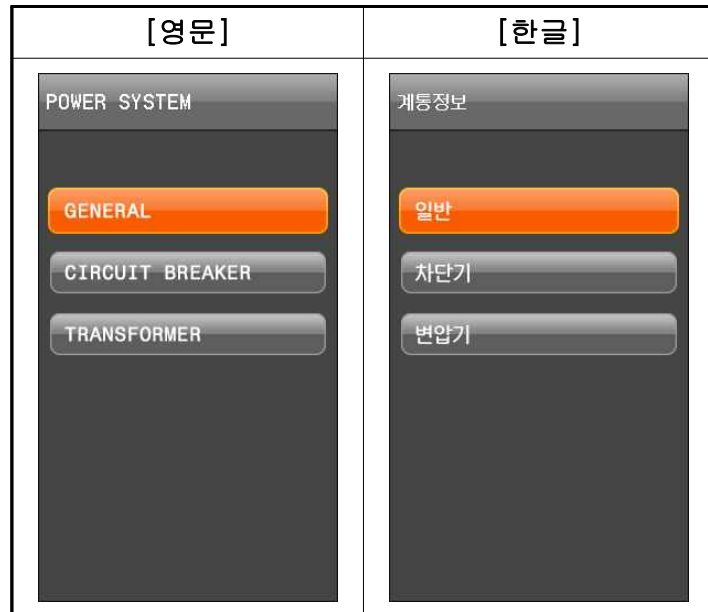 [영문]
[한글]
POWER SYSTEM
GENERAL
CIRCUIT BREAKER
TRANSFORMER
계통정보
일반
차단기
변압기